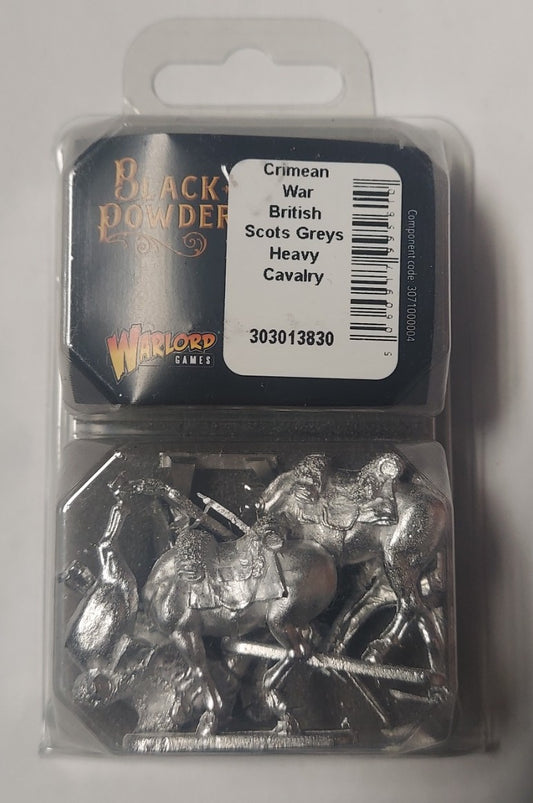 BLACK
POWDER
Crimean
War
British
Scots Greys
Heavy
Cavalry
303013830
WARLORD
GAMES
Component code: 3071000004